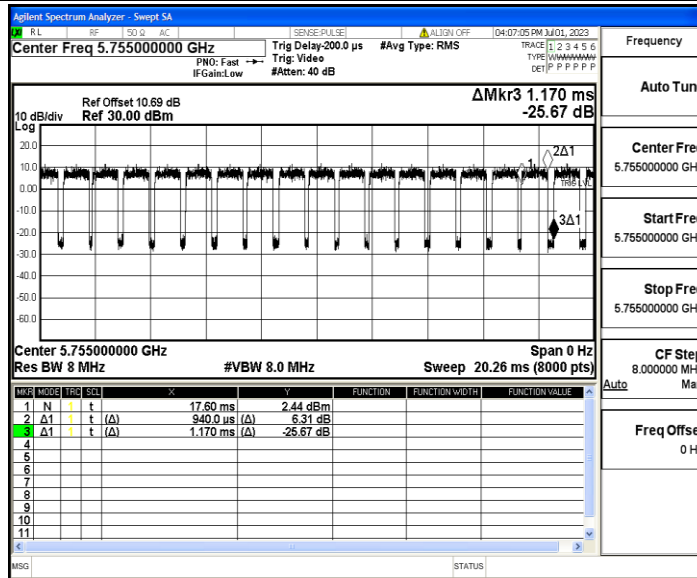 Agilent Spectrum Analyzer - Swept SA
RL RF 50 Ω AC SENSE:PULSE ALIGN OFF 04:07:05 PM Jul 01, 2023
Center Freq 5.755000000 GHz
PNO: Fast
IFGain:Low
Trig Delay-200.0 µs
Trig: Video
#Atten: 40 dB
#Avg Type: RMS
TRACE 1 2 3 4 5 6
TYPE WWWWWW
DET P P P P P P
Ref Offset 10.69 dB
10 dB/div Ref 30.00 dBm
Log
ΔMkr3 1.170 ms
-25.67 dB
20.0
10.0
0.00
-10.0
-20.0
-30.0
-40.0
-50.0
-60.0
1
2Δ1
TRIG LVL
3Δ1
Center 5.755000000 GHz Span 0 Hz
Res BW 8 MHz #VBW 8.0 MHz Sweep 20.26 ms (8000 pts)
MKR MODE TRC SCL X Y FUNCTION FUNCTION WIDTH FUNCTION VALUE
1 N 1 t 17.60 ms 2.44 dBm
2 Δ1 1 t (Δ) 940.0 µs (Δ) 6.31 dB
3 Δ1 1 t (Δ) 1.170 ms (Δ) -25.67 dB
4
5
6
7
8
9
10
11
MSG STATUS
Frequency
Auto Tun
Center Fre
5.755000000 GH
Start Fre
5.755000000 GH
Stop Fre
5.755000000 GH
CF Step
8.000000 MH
Auto Ma
Freq Offse
0 H